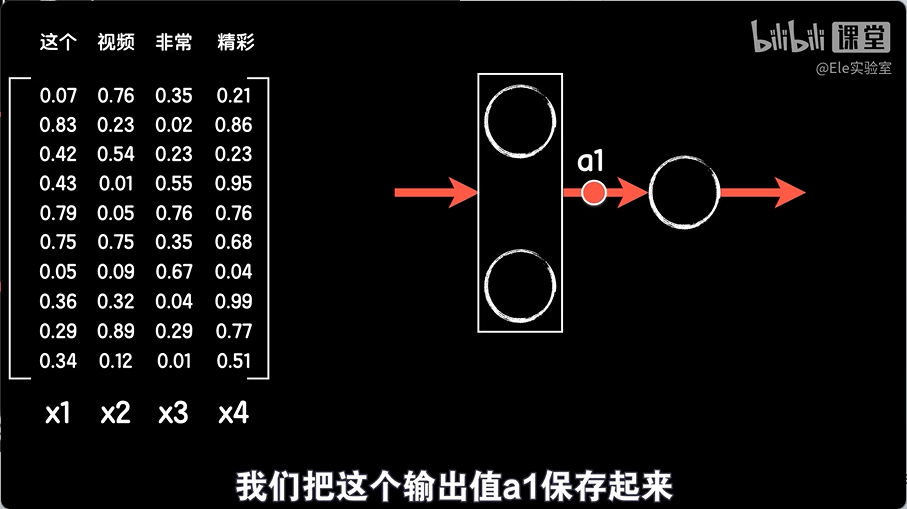 这个 视频 非常 精彩
0.07 0.76 0.35 0.21
0.83 0.23 0.02 0.86
0.42 0.54 0.23 0.23
0.43 0.01 0.55 0.95
0.79 0.05 0.76 0.76
0.75 0.75 0.35 0.68
0.05 0.09 0.67 0.04
0.36 0.32 0.04 0.99
0.29 0.89 0.29 0.77
0.34 0.12 0.01 0.51
x1 x2 x3 x4
a1
bilibili 课堂
@Ele实验室
我们把这个输出值a1保存起来